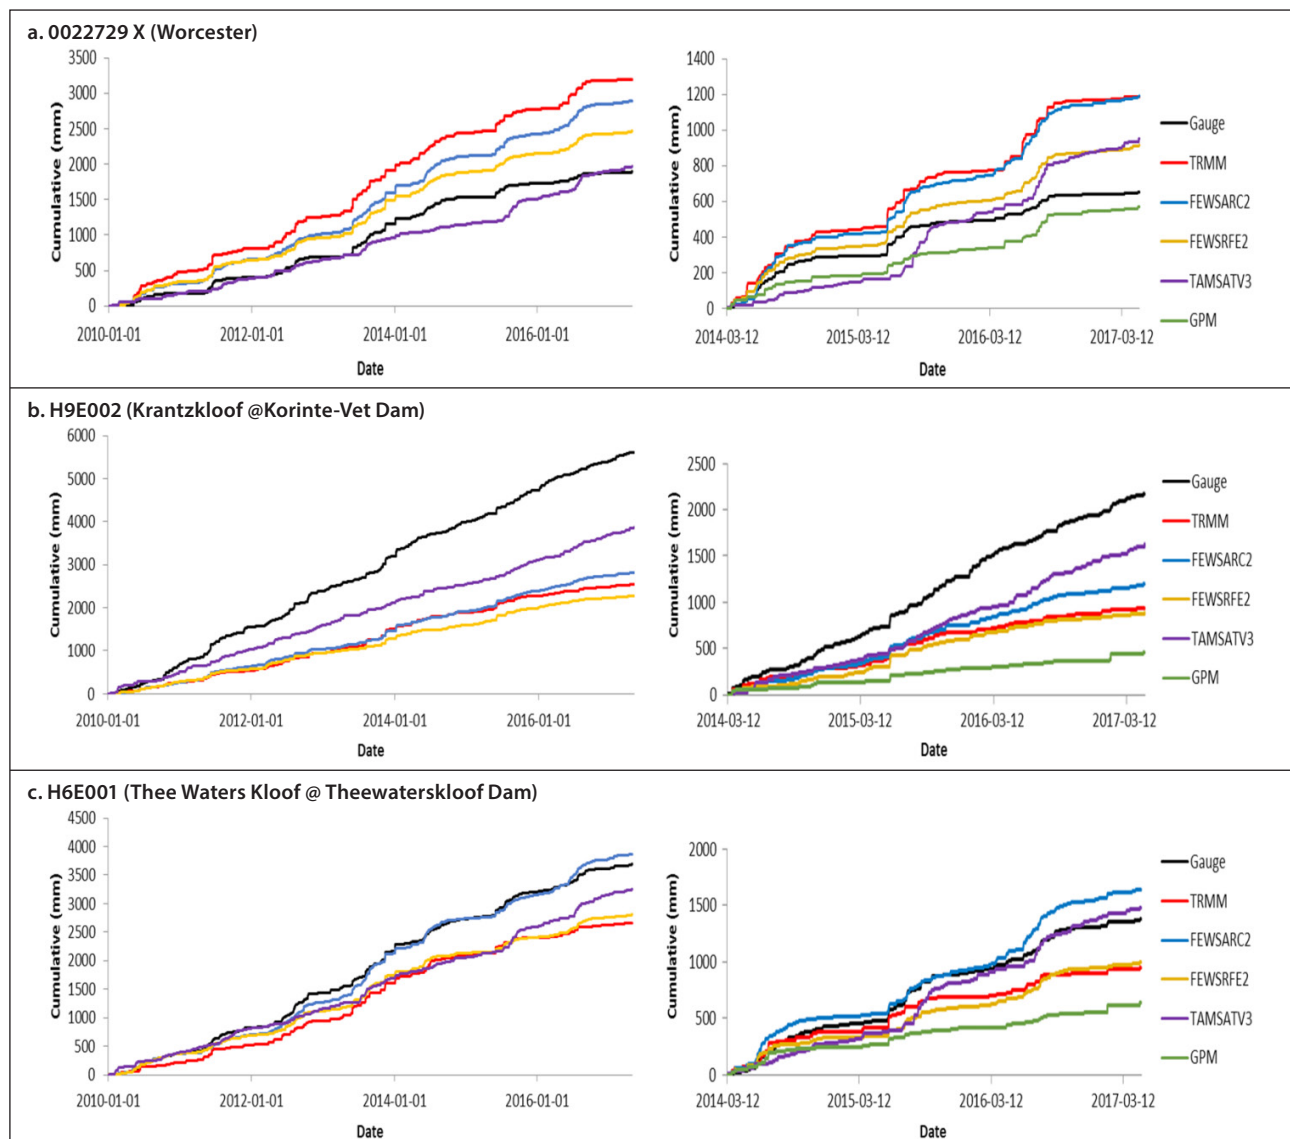 a. 0022729 X (Worcester)
Cumulative (mm)
3500
3000
2500
2000
1500
1000
500
0
2010-01-01
2012-01-01
2014-01-01
2016-01-01
Date
Cumulative (mm)
1400
1200
1000
800
600
400
200
0
2014-03-12
2015-03-12
2016-03-12
2017-03-12
Date
Gauge
TRMM
FEWSARC2
FEWSRFE2
TAMSATV3
GPM
b. H9E002 (Krantzkloof @Korinte-Vet Dam)
Cumulative (mm)
6000
5000
4000
3000
2000
1000
0
2010-01-01
2012-01-01
2014-01-01
2016-01-01
Date
Cumulative (mm)
2500
2000
1500
1000
500
0
2014-03-12
2015-03-12
2016-03-12
2017-03-12
Date
Gauge
TRMM
FEWSARC2
FEWSRFE2
TAMSATV3
GPM
c. H6E001 (Thee Waters Kloof @ Theewaterskloof Dam)
Cumulative (mm)
4500
4000
3500
3000
2500
2000
1500
1000
500
0
2010-01-01
2012-01-01
2014-01-01
2016-01-01
Date
Cumulative (mm)
2000
1500
1000
500
0
2014-03-12
2015-03-12
2016-03-12
2017-03-12
Date
Gauge
TRMM
FEWSARC2
FEWSRFE2
TAMSATV3
GPM